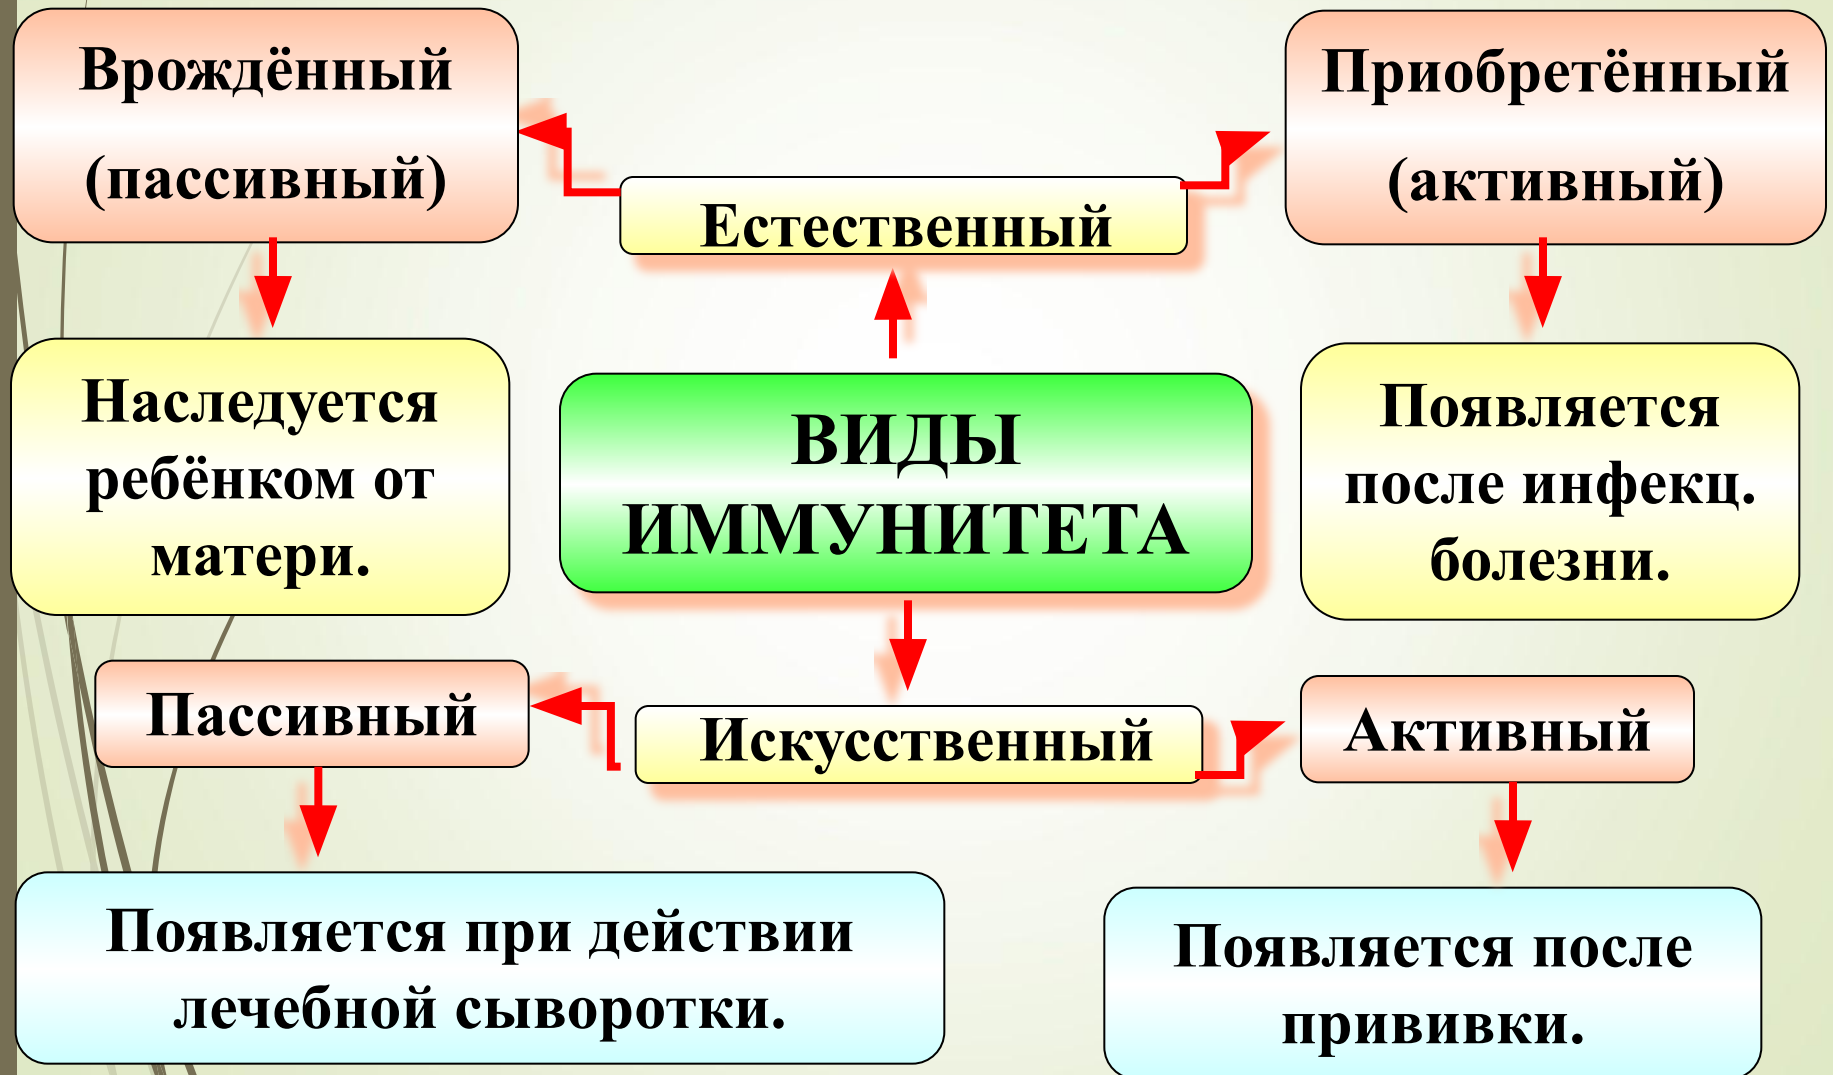 Врождённый
(пассивный)
Естественный
Приобретённый
(активный)
Наследуется
ребёнком от
матери.
ВИДЫ
ИММУНИТЕТА
Появляется
после инфекц.
болезни.
Пассивный
Искусственный
Активный
Появляется при действии
лечебной сыворотки.
Появляется после
прививки.